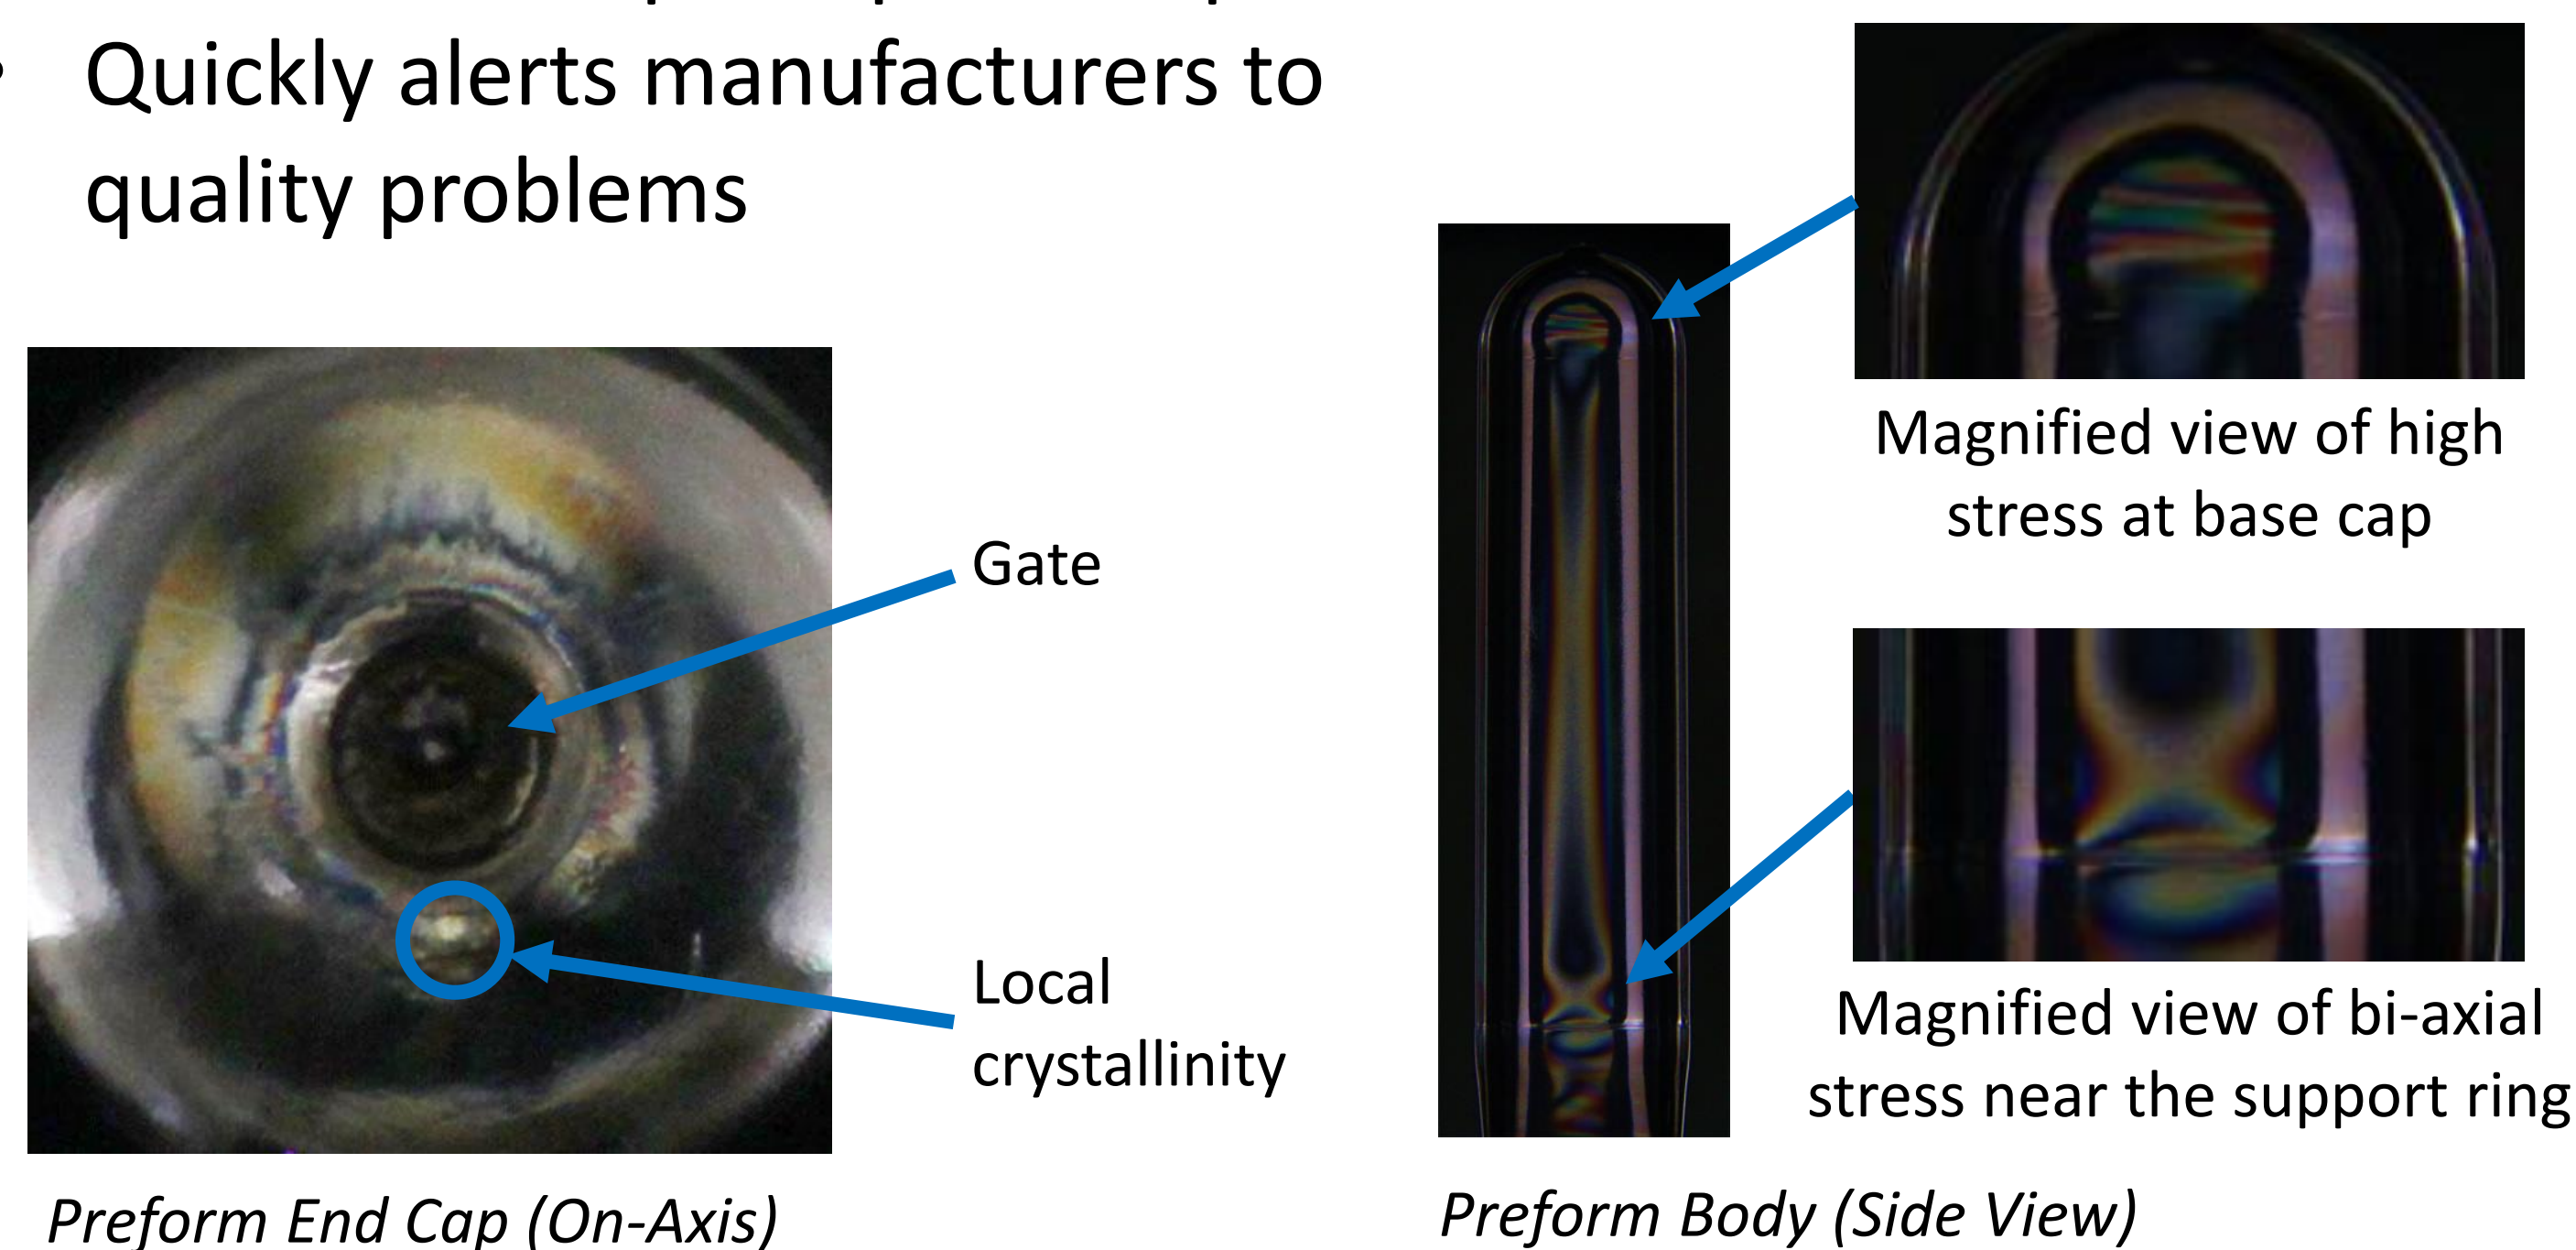 • Quickly alerts manufacturers to
quality problems
Gate
Local
crystallinity
Preform End Cap (On-Axis)
Magnified view of high
stress at base cap
Magnified view of bi-axial
stress near the support ring
Preform Body (Side View)